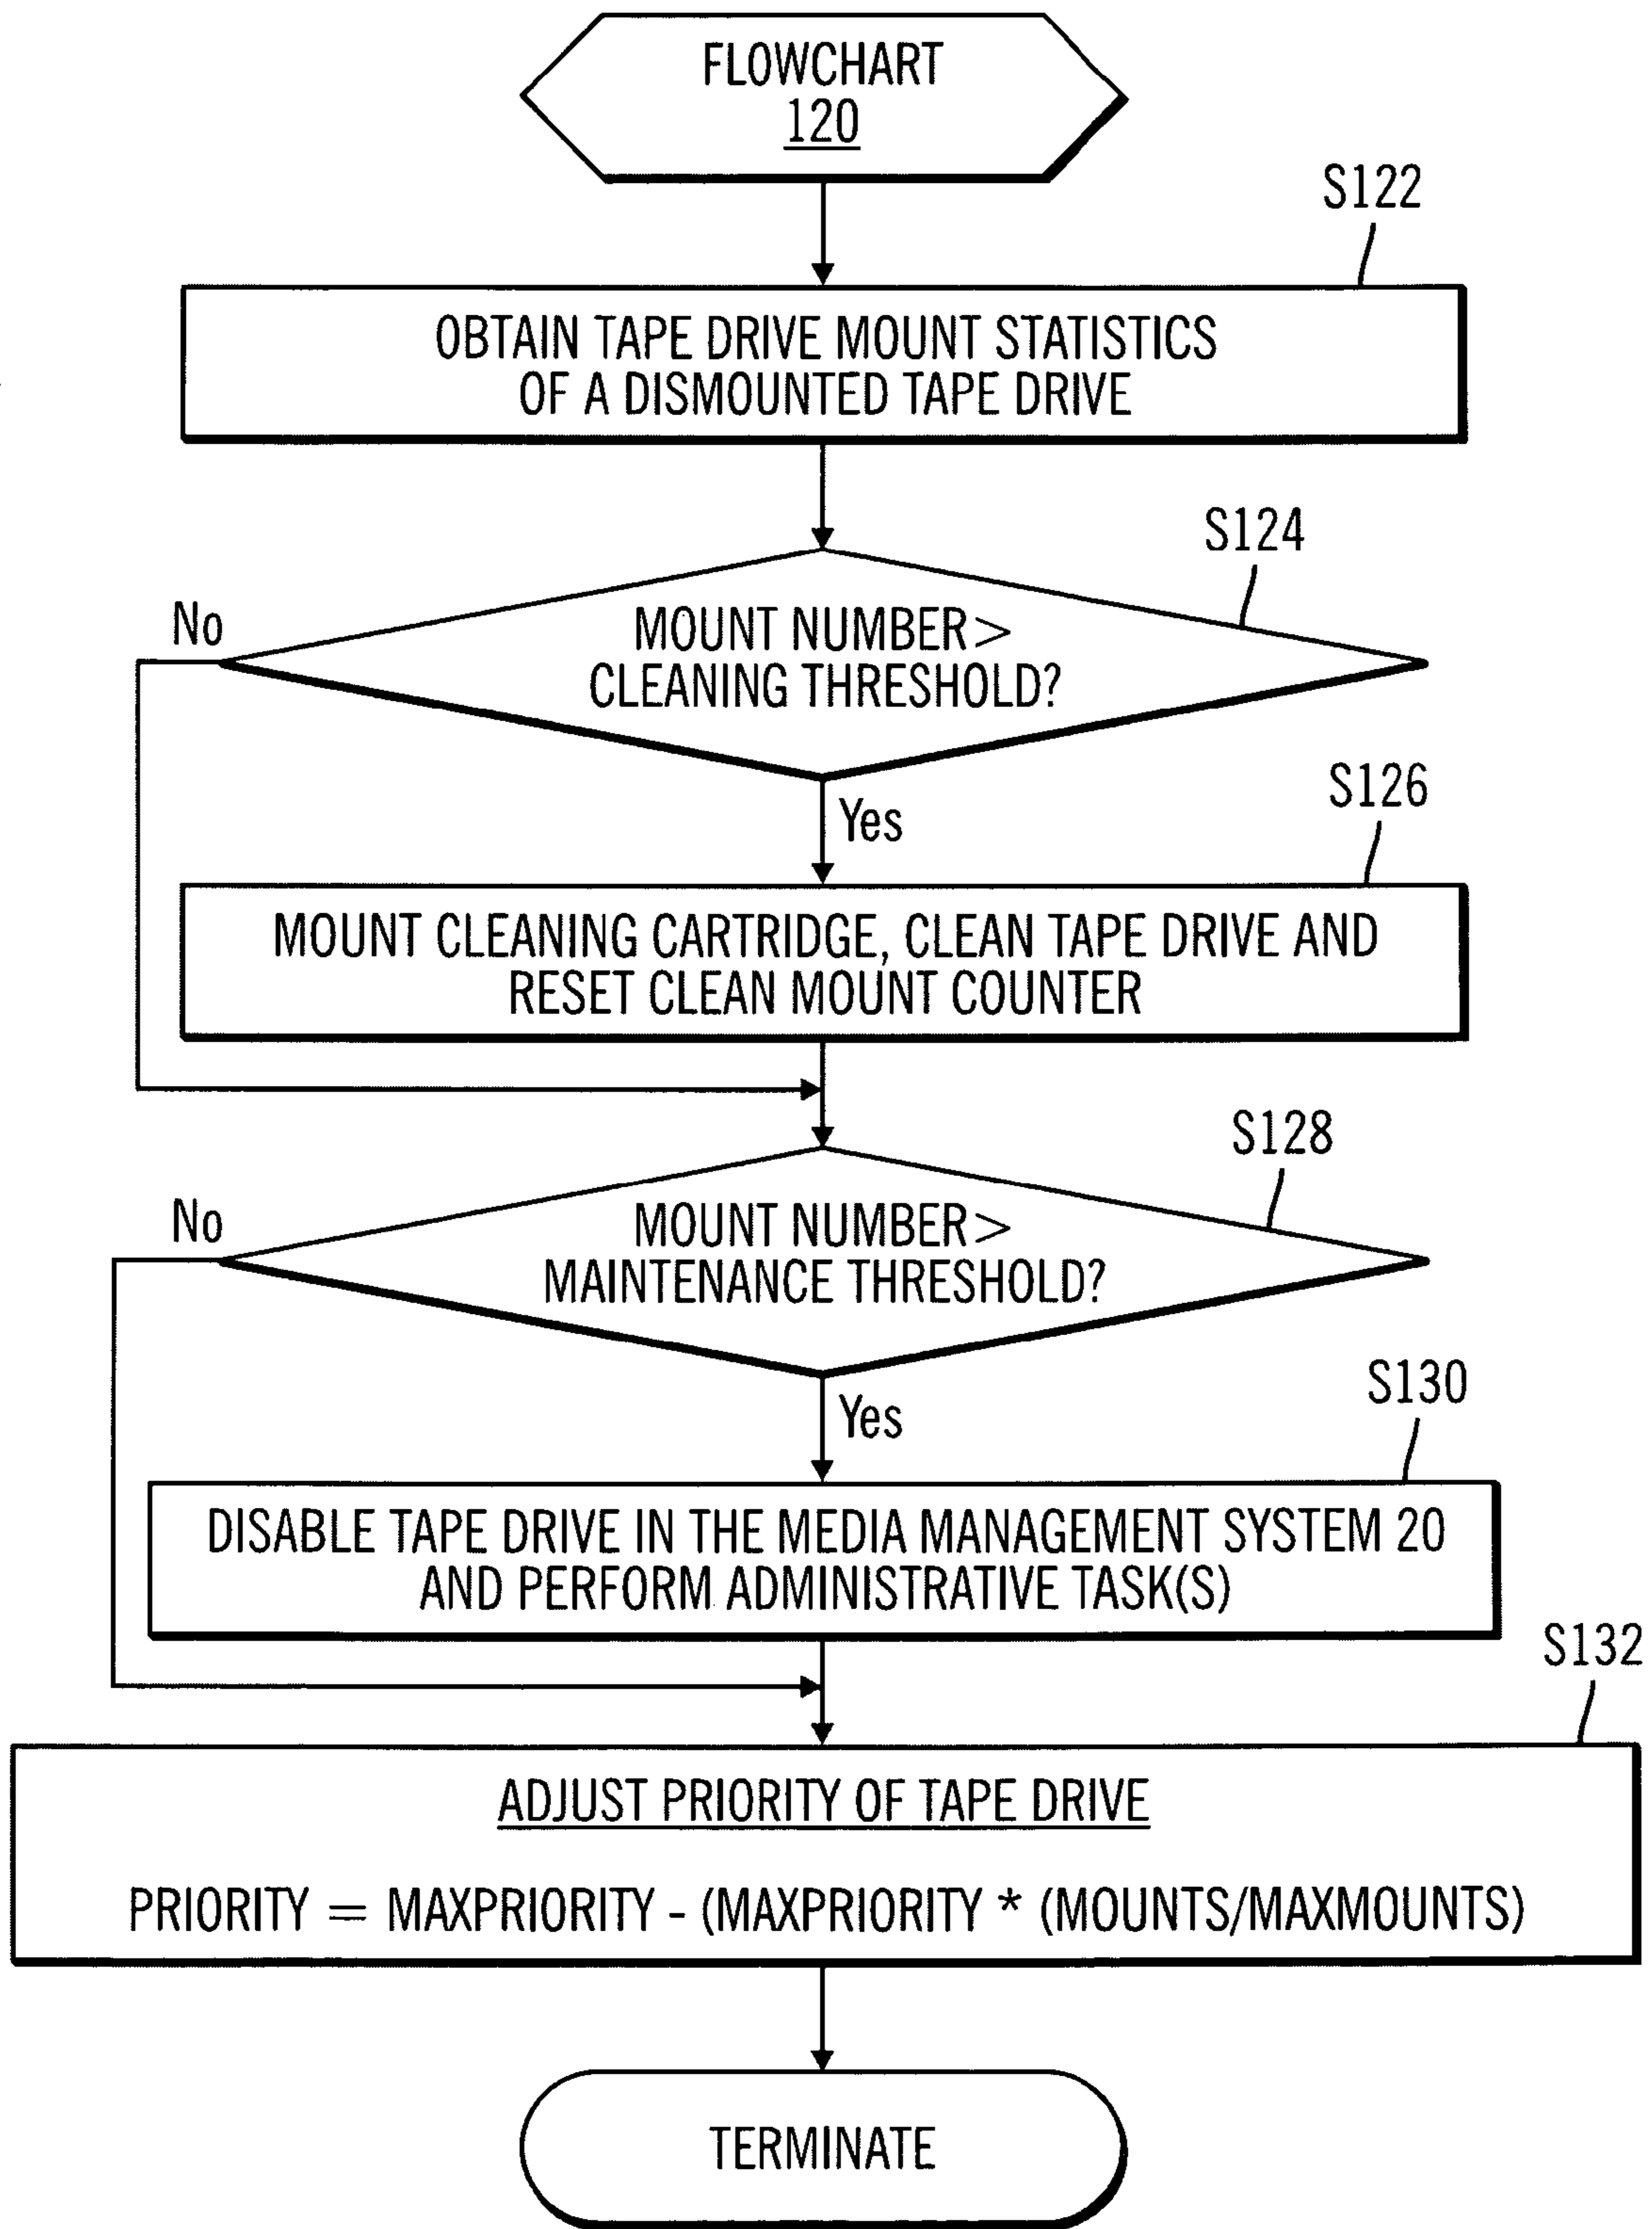 FLOWCHART
120
S122
OBTAIN TAPE DRIVE MOUNT STATISTICS
OF A DISMOUNTED TAPE DRIVE
S124
No
MOUNT NUMBER >
CLEANING THRESHOLD?
Yes
S126
MOUNT CLEANING CARTRIDGE, CLEAN TAPE DRIVE AND
RESET CLEAN MOUNT COUNTER
S128
No
MOUNT NUMBER >
MAINTENANCE THRESHOLD?
Yes
S130
DISABLE TAPE DRIVE IN THE MEDIA MANAGEMENT SYSTEM 20
AND PERFORM ADMINISTRATIVE TASK(S)
S132
ADJUST PRIORITY OF TAPE DRIVE
PRIORITY = MAXPRIORITY - (MAXPRIORITY * (MOUNTS/MAXMOUNTS)
TERMINATE